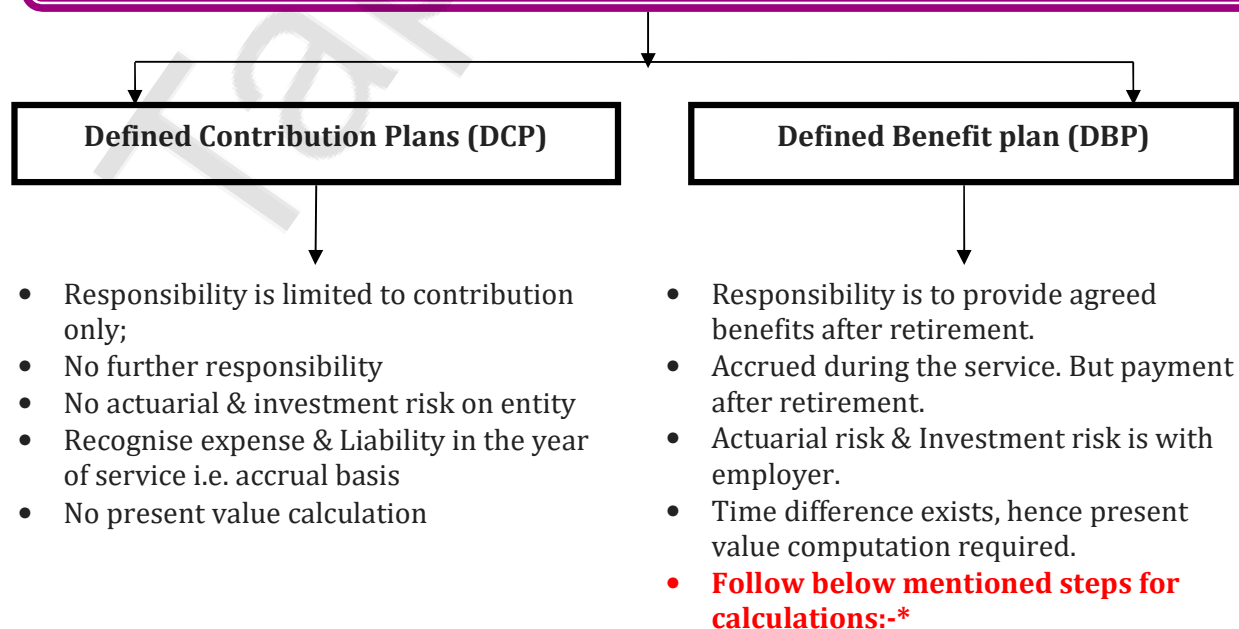 Defined Contribution Plans (DCP)
• Responsibility is limited to contribution
only;
• No further responsibility
• No actuarial & investment risk on entity
• Recognise expense & Liability in the year
of service i.e. accrual basis
• No present value calculation
Defined Benefit plan (DBP)
• Responsibility is to provide agreed
benefits after retirement.
• Accrued during the service. But payment
after retirement.
• Actuarial risk & Investment risk is with
employer.
• Time difference exists, hence present
value computation required.
• Follow below mentioned steps for
calculations:-*